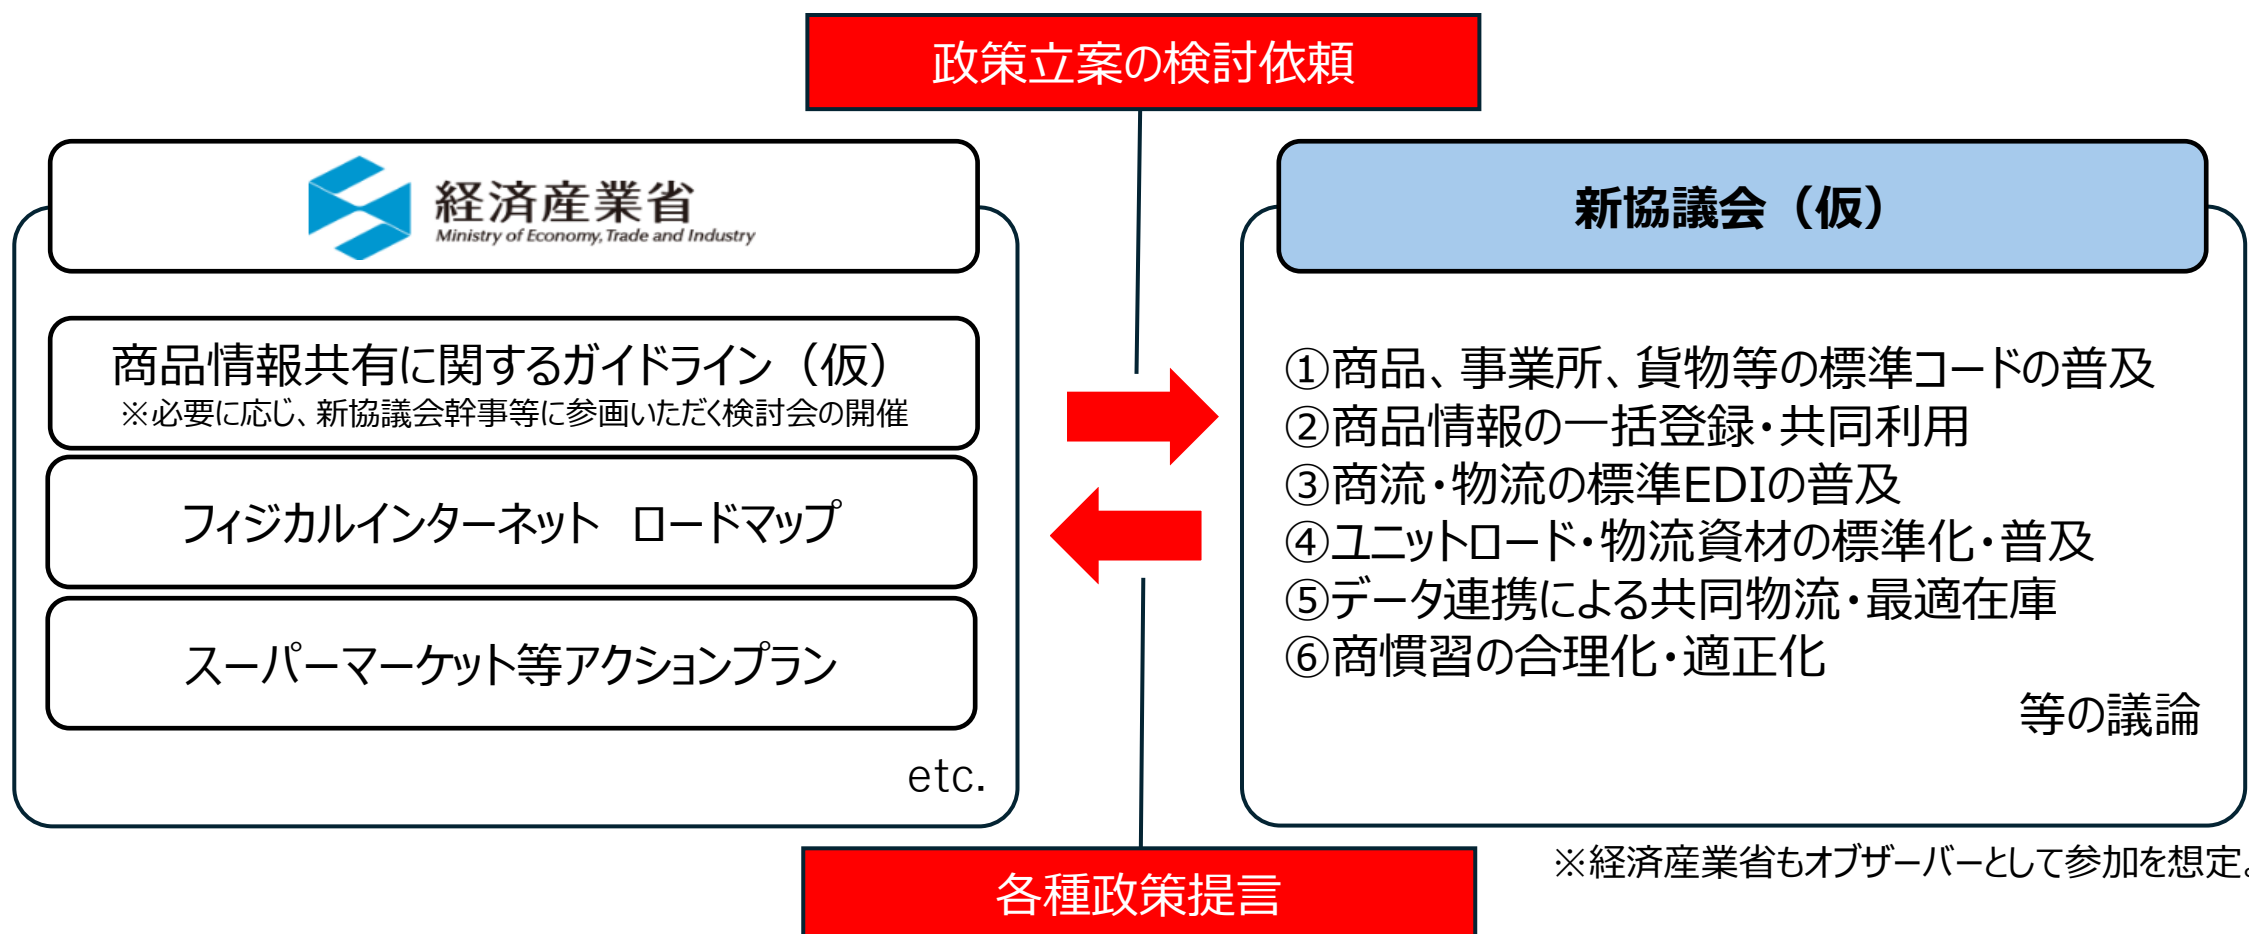 政策立案の検討依頼
経済産業省
Ministry of Economy, Trade and Industry
商品情報共有に関するガイドライン（仮）
※必要に応じ、新協議会幹事等に参画いただく検討会の開催
フィジカルインターネット　ロードマップ
スーパーマーケット等アクションプラン
etc.
新協議会（仮）
①商品、事業所、貨物等の標準コードの普及
②商品情報の一括登録・共同利用
③商流・物流の標準EDIの普及
④ユニットロード・物流資材の標準化・普及
⑤データ連携による共同物流・最適在庫
⑥商慣習の合理化・適正化
等の議論
※経済産業省もオブザーバーとして参加を想定。
各種政策提言